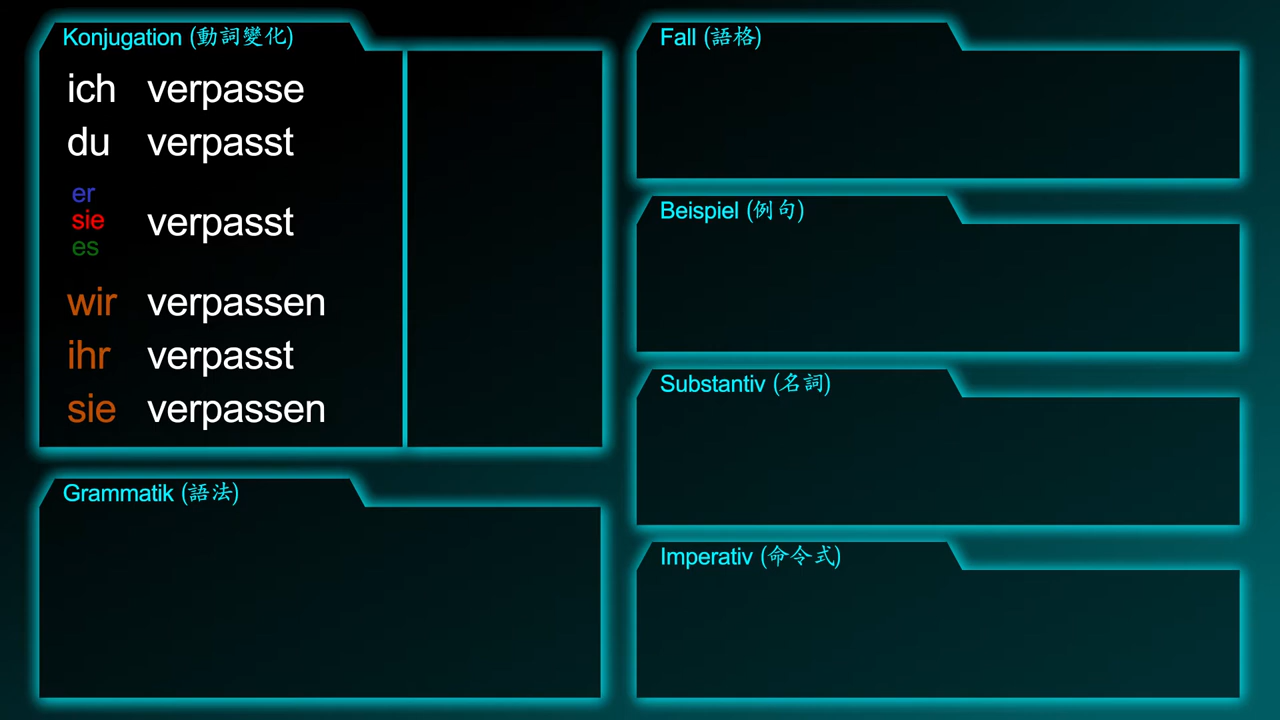 Konjugation (動詞變化)
ich verpasse
du verpasst
er
sie verpasst
es
wir verpassen
ihr verpasst
sie verpassen
Grammatik (語法)
Fall (語格)
Beispiel (例句)
Substantiv (名詞)
Imperativ (命令式)